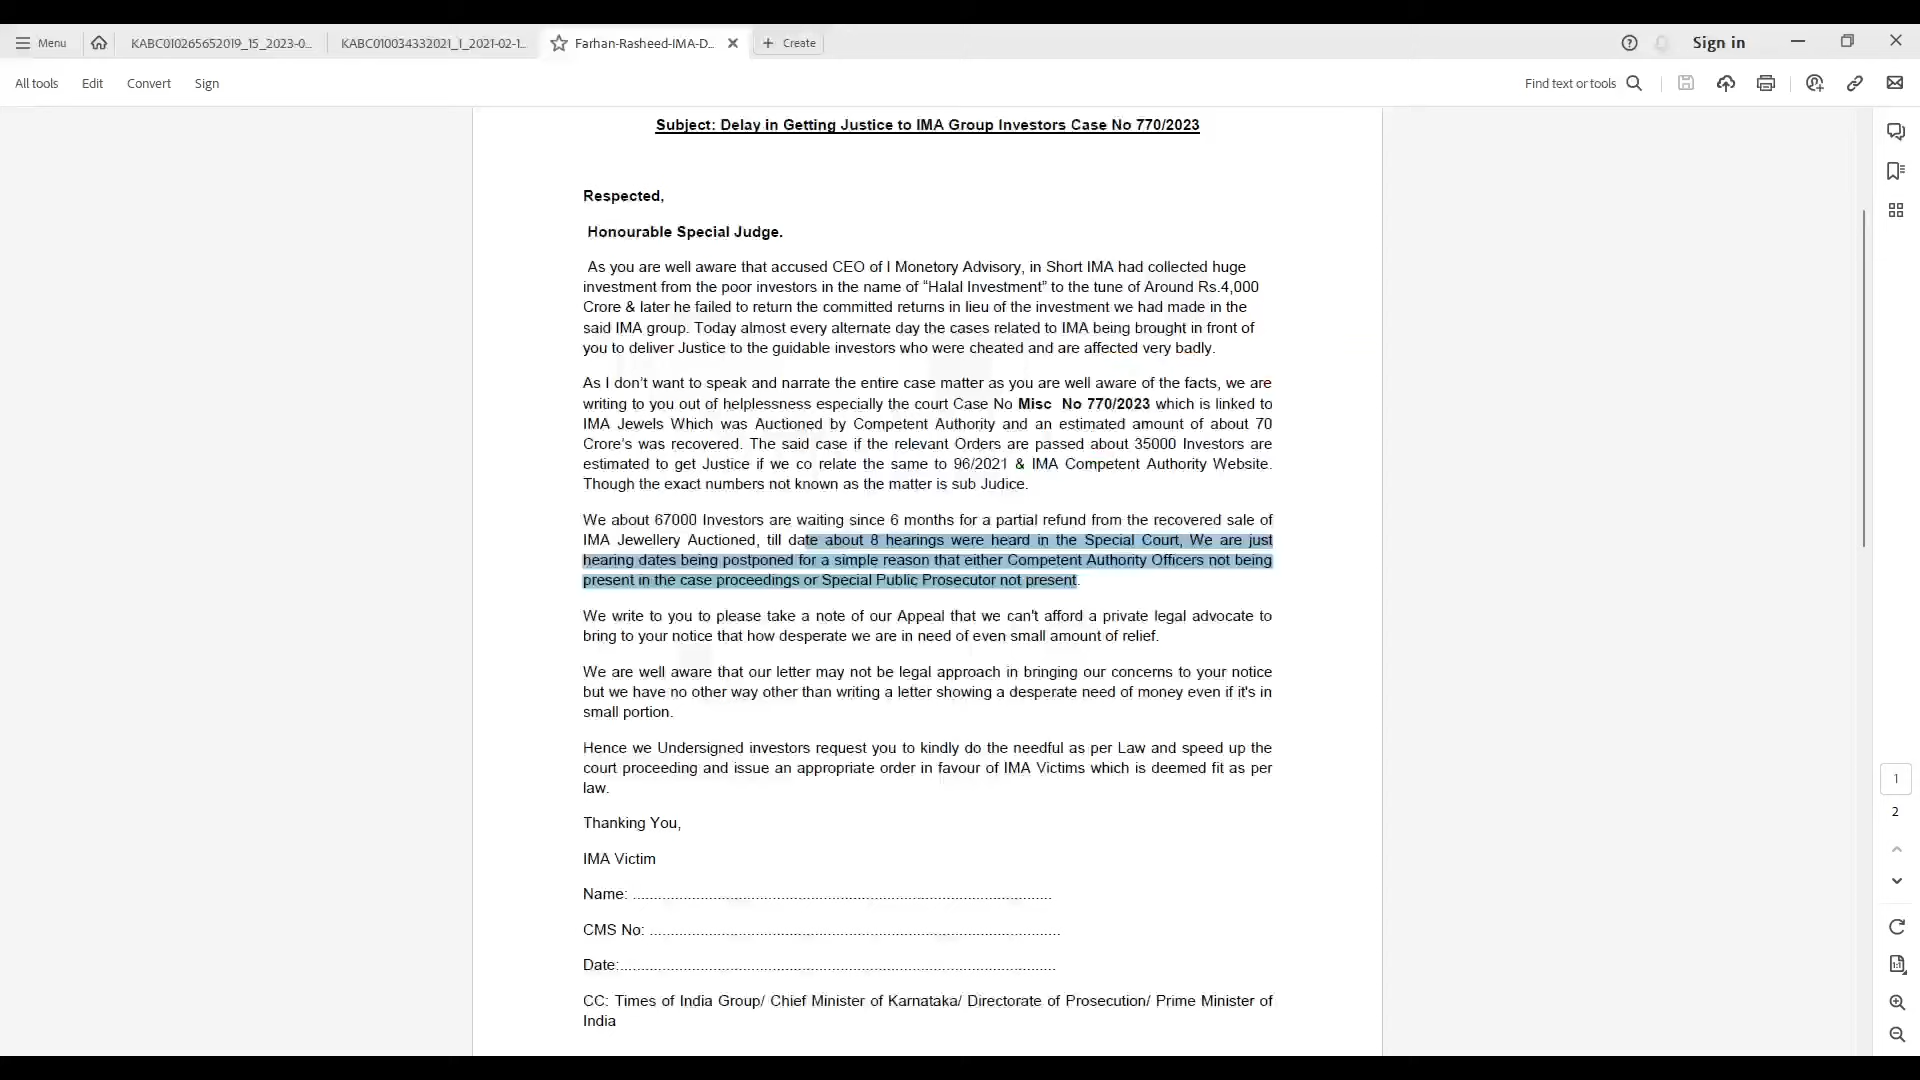 Menu
KABC010265652019_15_2023-0...
KABC010034332021_1_2021-02-1...
Farhan-Rasheed-IMA-D...
Create
Sign in
All tools
Edit
Convert
Sign
Find text or tools
Subject: Delay in Getting Justice to IMA Group Investors Case No 770/2023
Respected,
Honourable Special Judge.
As you are well aware that accused CEO of I Monetory Advisory, in Short IMA had collected huge
investment from the poor investors in the name of “Halal Investment” to the tune of Around Rs.4,000
Crore & later he failed to return the committed returns in lieu of the investment we had made in the
said IMA group. Today almost every alternate day the cases related to IMA being brought in front of
you to deliver Justice to the guidable investors who were cheated and are affected very badly.
As I don’t want to speak and narrate the entire case matter as you are well aware of the facts, we are
writing to you out of helplessness especially the court Case No Misc No 770/2023 which is linked to
IMA Jewels Which was Auctioned by Competent Authority and an estimated amount of about 70
Crore’s was recovered. The said case if the relevant Orders are passed about 35000 Investors are
estimated to get Justice if we co relate the same to 96/2021 & IMA Competent Authority Website.
Though the exact numbers not known as the matter is sub Judice.
We about 67000 Investors are waiting since 6 months for a partial refund from the recovered sale of
IMA Jewellery Auctioned, till date about 8 hearings were heard in the Special Court, We are just
hearing dates being postponed for a simple reason that either Competent Authority Officers not being
present in the case proceedings or Special Public Prosecutor not present.
We write to you to please take a note of our Appeal that we can't afford a private legal advocate to
bring to your notice that how desperate we are in need of even small amount of relief.
We are well aware that our letter may not be legal approach in bringing our concerns to your notice
but we have no other way other than writing a letter showing a desperate need of money even if it's in
small portion.
Hence we Undersigned investors request you to kindly do the needful as per Law and speed up the
court proceeding and issue an appropriate order in favour of IMA Victims which is deemed fit as per
law.
Thanking You,
IMA Victim
Name: ................................................................................
CMS No: ...............................................................................
Date:...................................................................................
CC: Times of India Group/ Chief Minister of Karnataka/ Directorate of Prosecution/ Prime Minister of
India
1
2